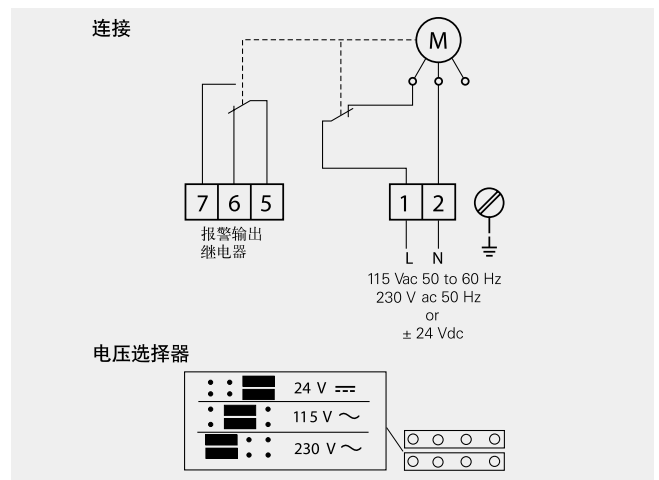 连接
M
7 6 5
1 2
报警输出
继电器
L N
115 Vac 50 to 60 Hz
230 V ac 50 Hz
or
± 24 Vdc
电压选择器
24 V
115 V
230 V